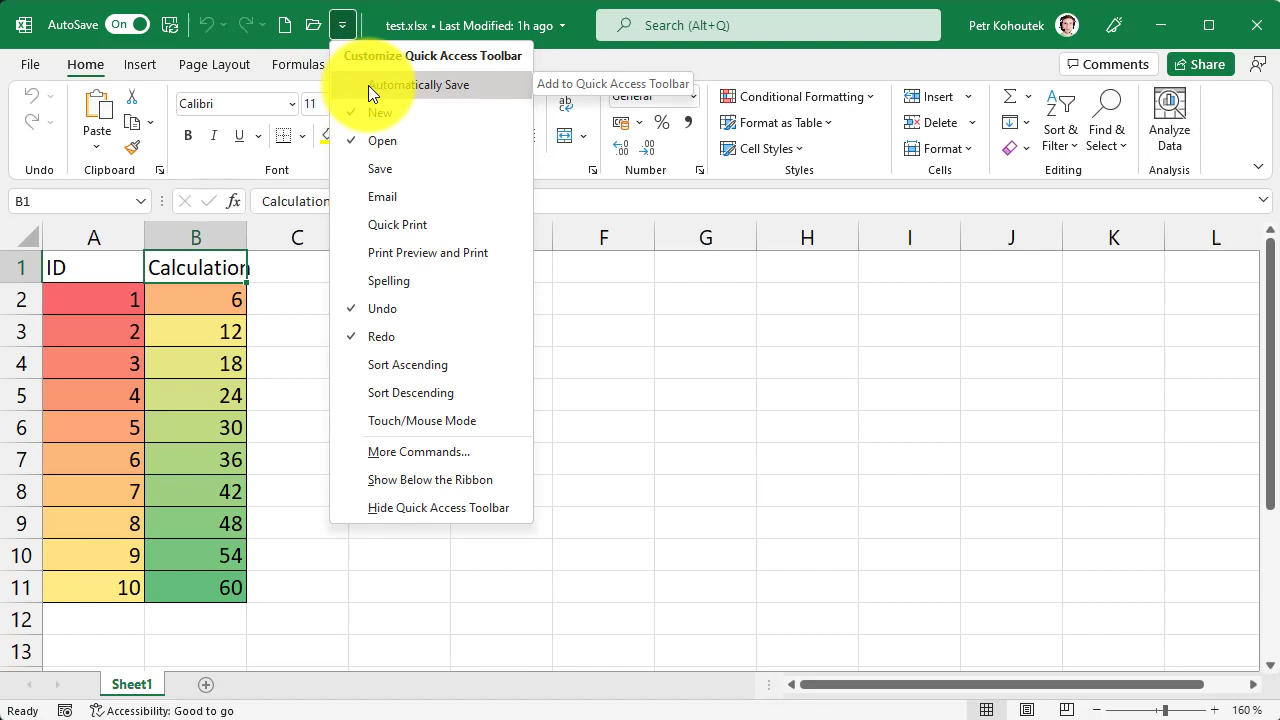 AutoSave On
test.xlsx • Last Modified: 1h ago
Search (Alt+Q)
Petr Kohoutek
File Home Insert Page Layout Formulas
Comments
Share
Customize Quick Access Toolbar
Automatically Save
Add to Quick Access Toolbar
New
Open
Save
Email
Quick Print
Print Preview and Print
Spelling
Undo
Redo
Sort Ascending
Sort Descending
Touch/Mouse Mode
More Commands...
Show Below the Ribbon
Hide Quick Access Toolbar
Undo
Paste
Clipboard
Calibri 11
B I U
Font
ab
General
% 9
Number
Conditional Formatting
Format as Table
Cell Styles
Styles
Insert
Delete
Format
Cells
Sort &
Filter
Find &
Select
Editing
Analyze
Data
Analysis
B1 fx Calculation
A B C F G H I J K L
1 ID Calculation
2 1 6
3 2 12
4 3 18
5 4 24
6 5 30
7 6 36
8 7 42
9 8 48
10 9 54
11 10 60
12
13
Sheet1
Ready
Accessibility: Good to go
160 %